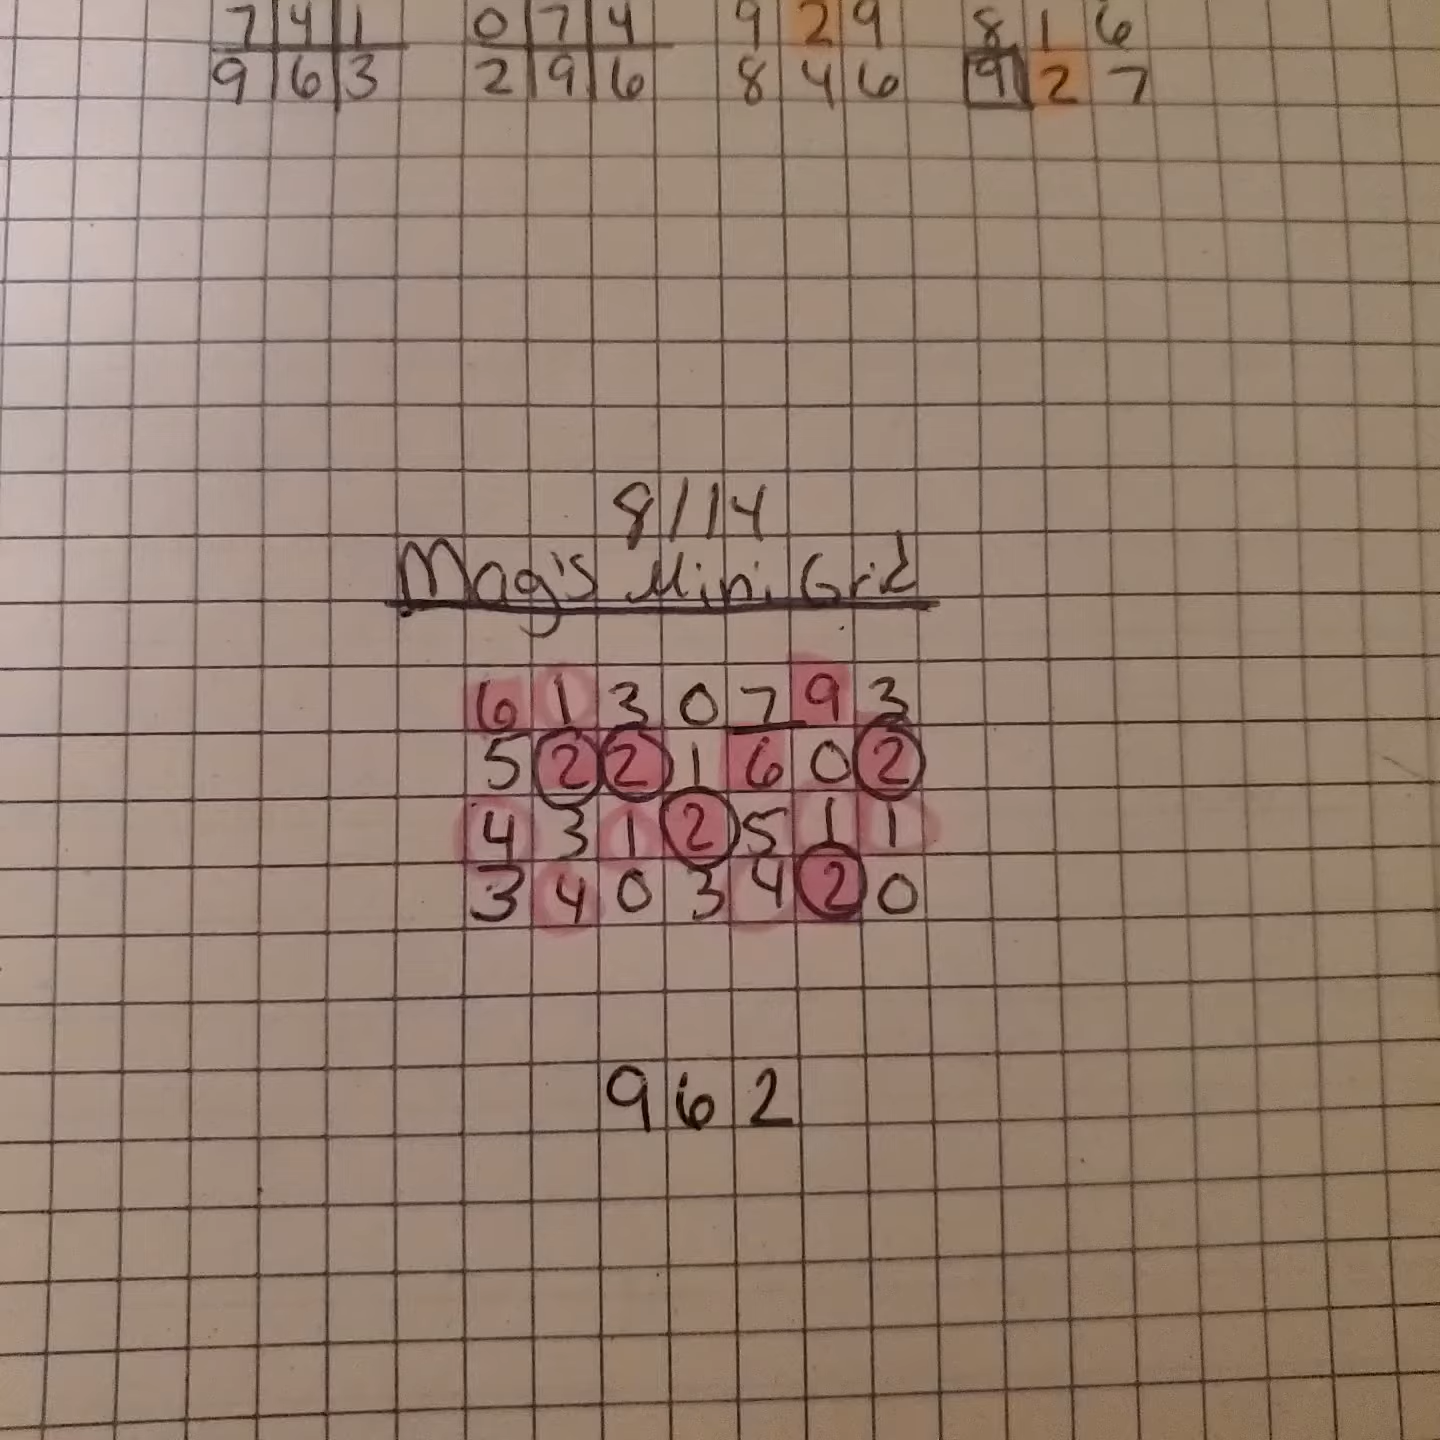 7 4 1 0 7 4 9 2 9 8 1 6
9 6 3 2 9 6 8 4 6 9 2 7
8/14
Mag's Mini Grid
6 1 3 0 7 9 3
5 2 2 1 6 0 2
4 3 1 2 5 1 1
3 4 0 3 4 2 0
9 6 2